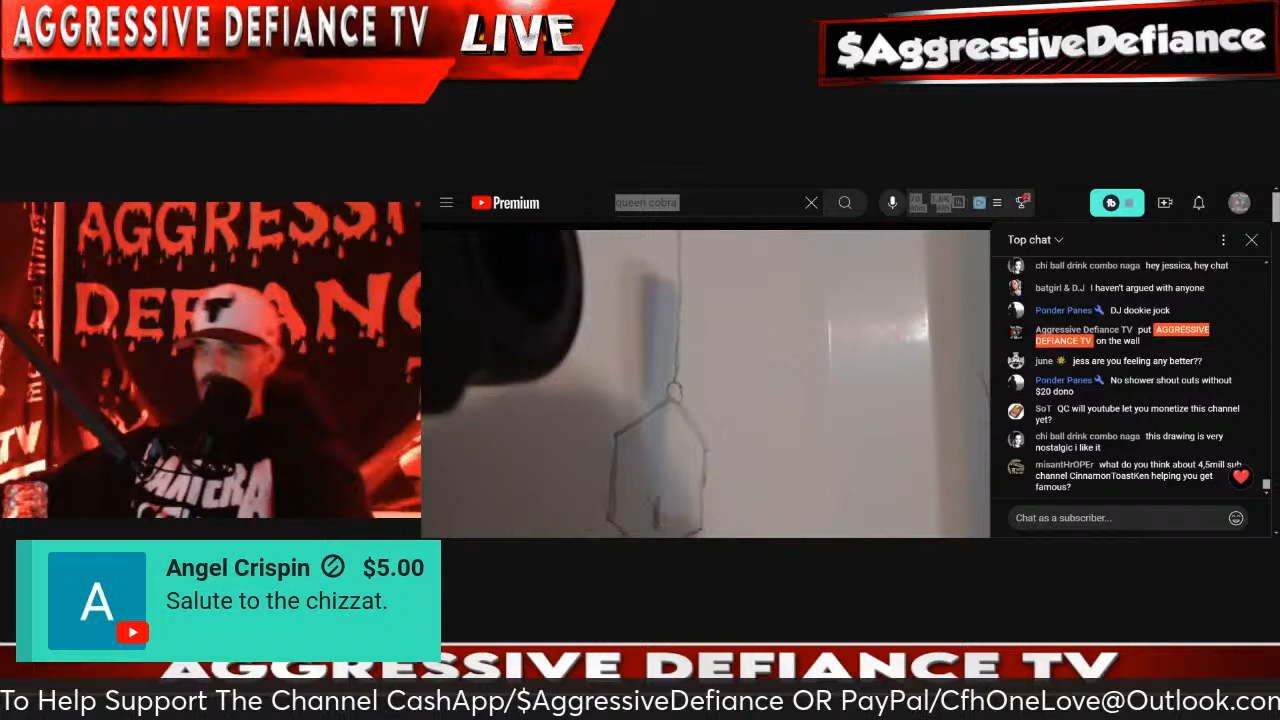 AGGRESSIVE DEFIANCE TV
LIVE
$AggressiveDefiance
Premium
queen cobra
Top chat
chi ball drink combo naga hey jessica, hey chat
batgirl & D.J I haven't argued with anyone
Ponder Panes DJ dookie jock
Aggressive Defiance TV put AGGRESSIVE
DEFIANCE TV on the wall
june jess are you feeling any better??
Ponder Panes No shower shout outs without
$20 dono
SoT QC will youtube let you monetize this channel
yet?
chi ball drink combo naga this drawing is very
nostalgic i like it
misantHrOPEr what do you think about 4,5mill sub
channel CinnamonToastKen helping you get
famous?
Chat as a subscriber...
PANTERA
Angel Crispin $5.00
Salute to the chizzat.
A
AGGRESSIVE DEFIANCE TV
To Help Support The Channel CashApp/$AggressiveDefiance OR PayPal/CfhOneLove@Outlook.com